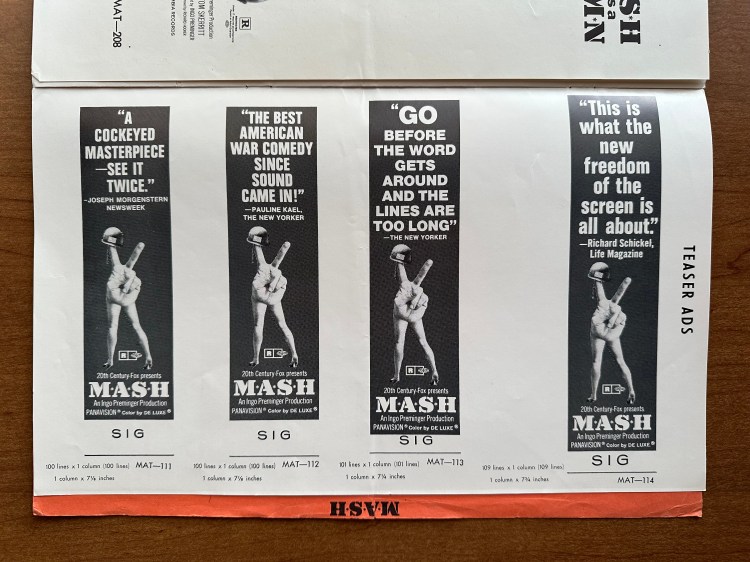 MAT—208
TOM SKERRITT
R
S★H
s a
M★N
"A
COCKEYED
MASTERPIECE
—SEE IT
TWICE."
-JOSEPH MORGENSTERN
NEWSWEEK
R
20th Century-Fox presents
M★A★S★H
An Ingo Preminger Production
PANAVISION® Color by DE LUXE®
SIG
100 lines x 1 column (100 lines) MAT—111
1 column x 7⅛ inches
"THE BEST
AMERICAN
WAR COMEDY
SINCE
SOUND
CAME IN!"
—PAULINE KAEL,
THE NEW YORKER
R
20th Century-Fox presents
M★A★S★H
An Ingo Preminger Production
PANAVISION® Color by DE LUXE®
SIG
100 lines x 1 column (100 lines) MAT—112
1 column x 7⅛ inches
"GO
BEFORE
THE WORD
GETS
AROUND
AND THE
LINES ARE
TOO LONG"
—THE NEW YORKER
R
20th Century-Fox presents
M★A★S★H
An Ingo Preminger Production
PANAVISION® Color by DE LUXE®
SIG
101 lines x 1 column (101 lines) MAT—113
1 column x 7¼ inches
"This is
what the
new
freedom
of the
screen is
all about."
—Richard Schickel,
Life Magazine
R
20th Century-Fox presents
M★A★S★H
An Ingo Preminger Production
PANAVISION® Color by DE LUXE®
SIG
109 lines x 1 column (109 lines)
1 column x 7¾ inches
MAT—114
TEASER ADS
M★A★S★H